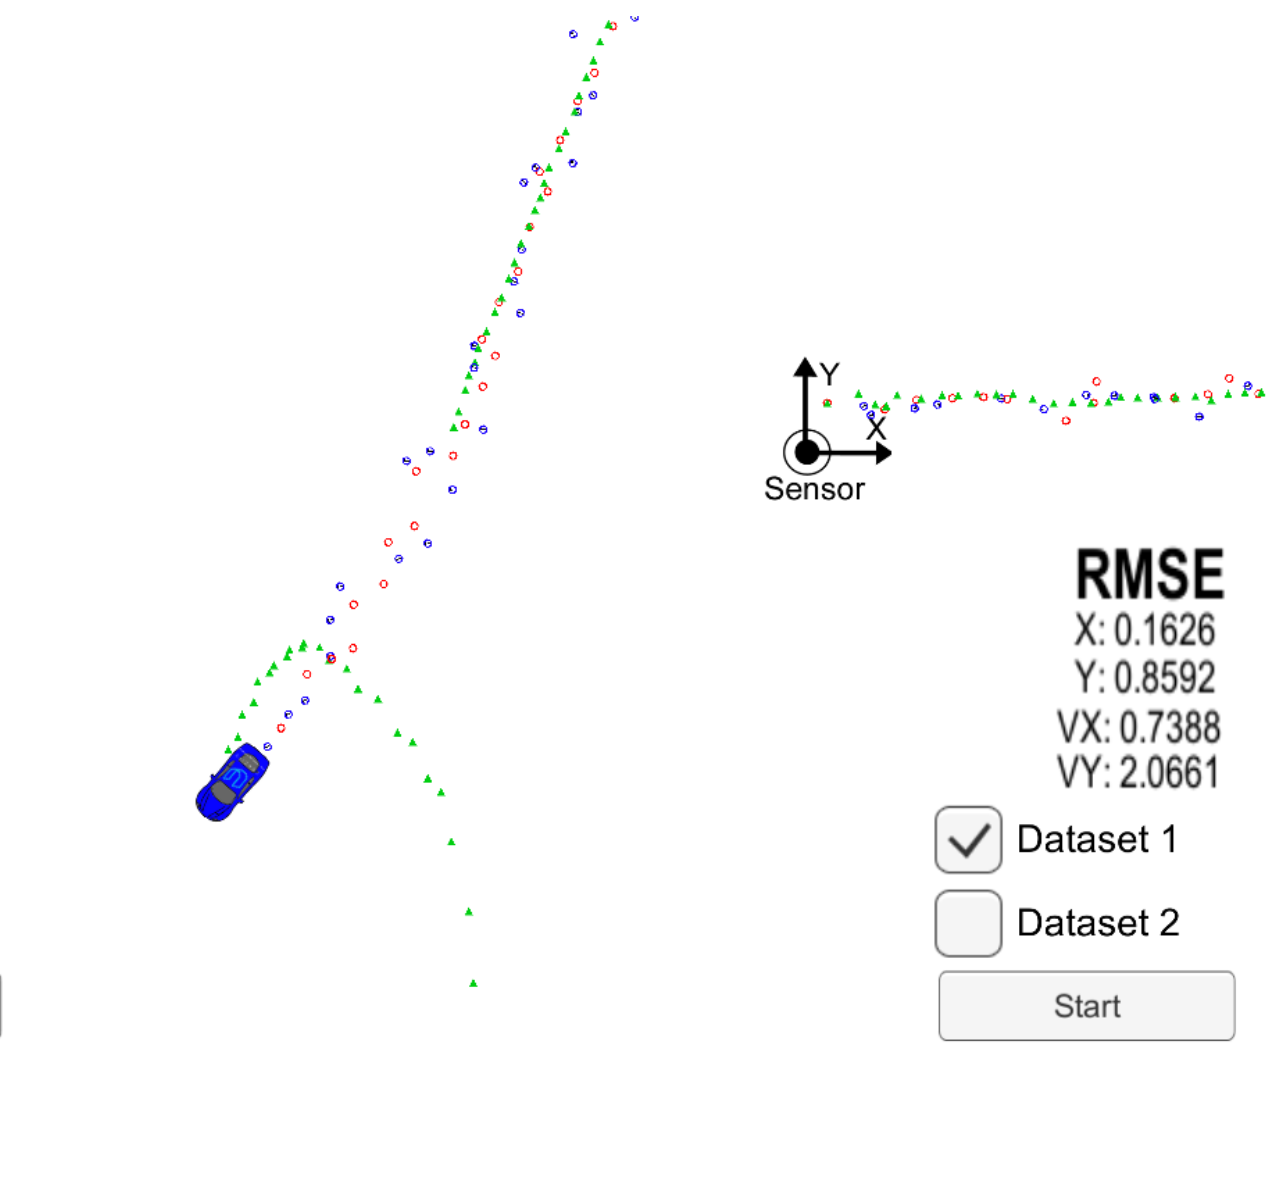 Y
X
Sensor
RMSE
X: 0.1626
Y: 0.8592
VX: 0.7388
VY: 2.0661
Dataset 1
Dataset 2
Start